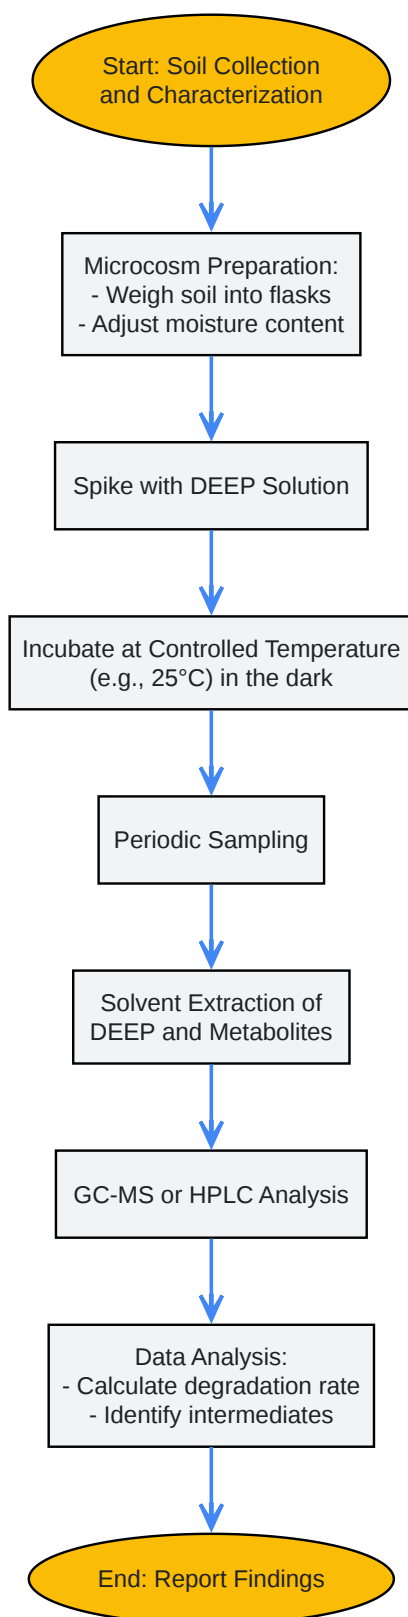 Start: Soil Collection
and Characterization
Microcosm Preparation:
- Weigh soil into flasks
- Adjust moisture content
Spike with DEEP Solution
Incubate at Controlled Temperature
(e.g., 25°C) in the dark
Periodic Sampling
Solvent Extraction of
DEEP and Metabolites
GC-MS or HPLC Analysis
Data Analysis:
- Calculate degradation rate
- Identify intermediates
End: Report Findings